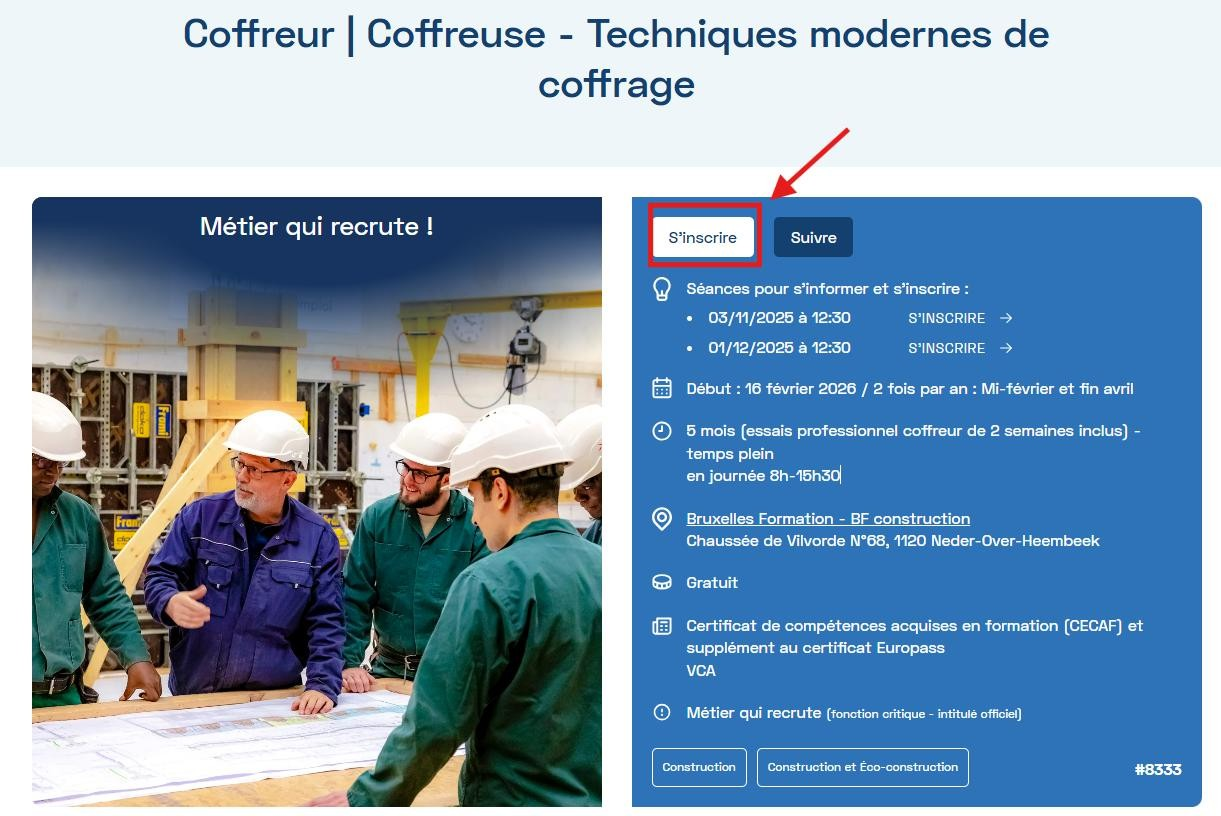 Coffreur | Coffreuse - Techniques modernes de
coffrage
Métier qui recrute !
S'inscrire
Suivre
Séances pour s'informer et s'inscrire :
• 03/11/2025 à 12:30 S'INSCRIRE →
• 01/12/2025 à 12:30 S'INSCRIRE →
Début : 16 février 2026 / 2 fois par an : Mi-février et fin avril
5 mois (essais professionnel coffreur de 2 semaines inclus) -
temps plein
en journée 8h-15h30
Bruxelles Formation - BF construction
Chaussée de Vilvorde N°68, 1120 Neder-Over-Heembeek
Gratuit
Certificat de compétences acquises en formation (CECAF) et
supplément au certificat Europass
VCA
Métier qui recrute (fonction critique - intitulé officiel)
Construction
Construction et Éco-construction
#8333